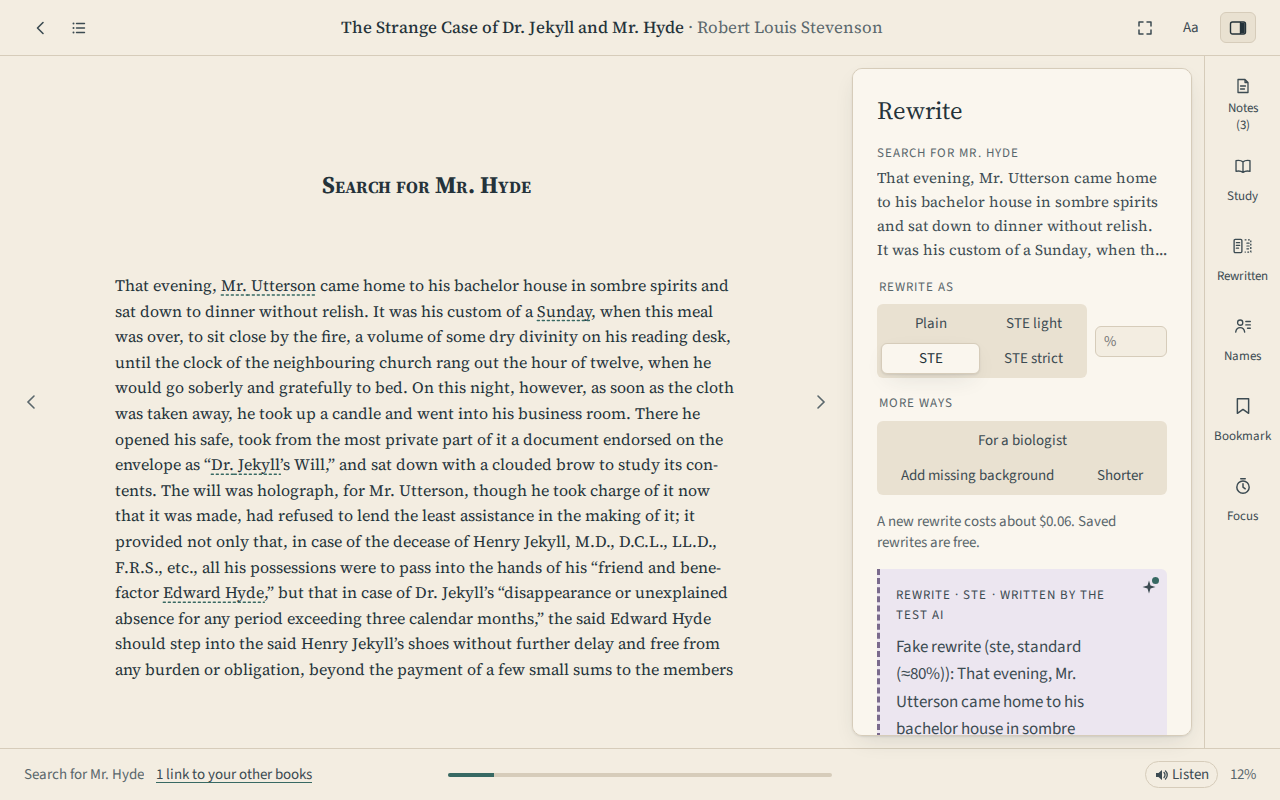 The Strange Case of Dr. Jekyll and Mr. Hyde · Robert Louis Stevenson
Aa
Search for Mr. Hyde
That evening, Mr. Utterson came home to his bachelor house in sombre spirits and
sat down to dinner without relish. It was his custom of a Sunday, when this meal
was over, to sit close by the fire, a volume of some dry divinity on his reading desk,
until the clock of the neighbouring church rang out the hour of twelve, when he
would go soberly and gratefully to bed. On this night, however, as soon as the cloth
was taken away, he took up a candle and went into his business room. There he
opened his safe, took from the most private part of it a document endorsed on the
envelope as “Dr. Jekyll’s Will,” and sat down with a clouded brow to study its con-
tents. The will was holograph, for Mr. Utterson, though he took charge of it now
that it was made, had refused to lend the least assistance in the making of it; it
provided not only that, in case of the decease of Henry Jekyll, M.D., D.C.L., LL.D.,
F.R.S., etc., all his possessions were to pass into the hands of his “friend and bene-
factor Edward Hyde,” but that in case of Dr. Jekyll’s “disappearance or unexplained
absence for any period exceeding three calendar months,” the said Edward Hyde
should step into the said Henry Jekyll’s shoes without further delay and free from
any burden or obligation, beyond the payment of a few small sums to the members
Rewrite
SEARCH FOR MR. HYDE
That evening, Mr. Utterson came home
to his bachelor house in sombre spirits
and sat down to dinner without relish.
It was his custom of a Sunday, when th...
REWRITE AS
Plain
STE light
STE
STE strict
%
MORE WAYS
For a biologist
Add missing background
Shorter
A new rewrite costs about $0.06. Saved
rewrites are free.
REWRITE · STE · WRITTEN BY THE
TEST AI
Fake rewrite (ste, standard
(≈80%)): That evening, Mr.
Utterson came home to his
bachelor house in sombre
Notes
(3)
Study
Rewritten
Names
Bookmark
Focus
Search for Mr. Hyde
1 link to your other books
Listen
12%